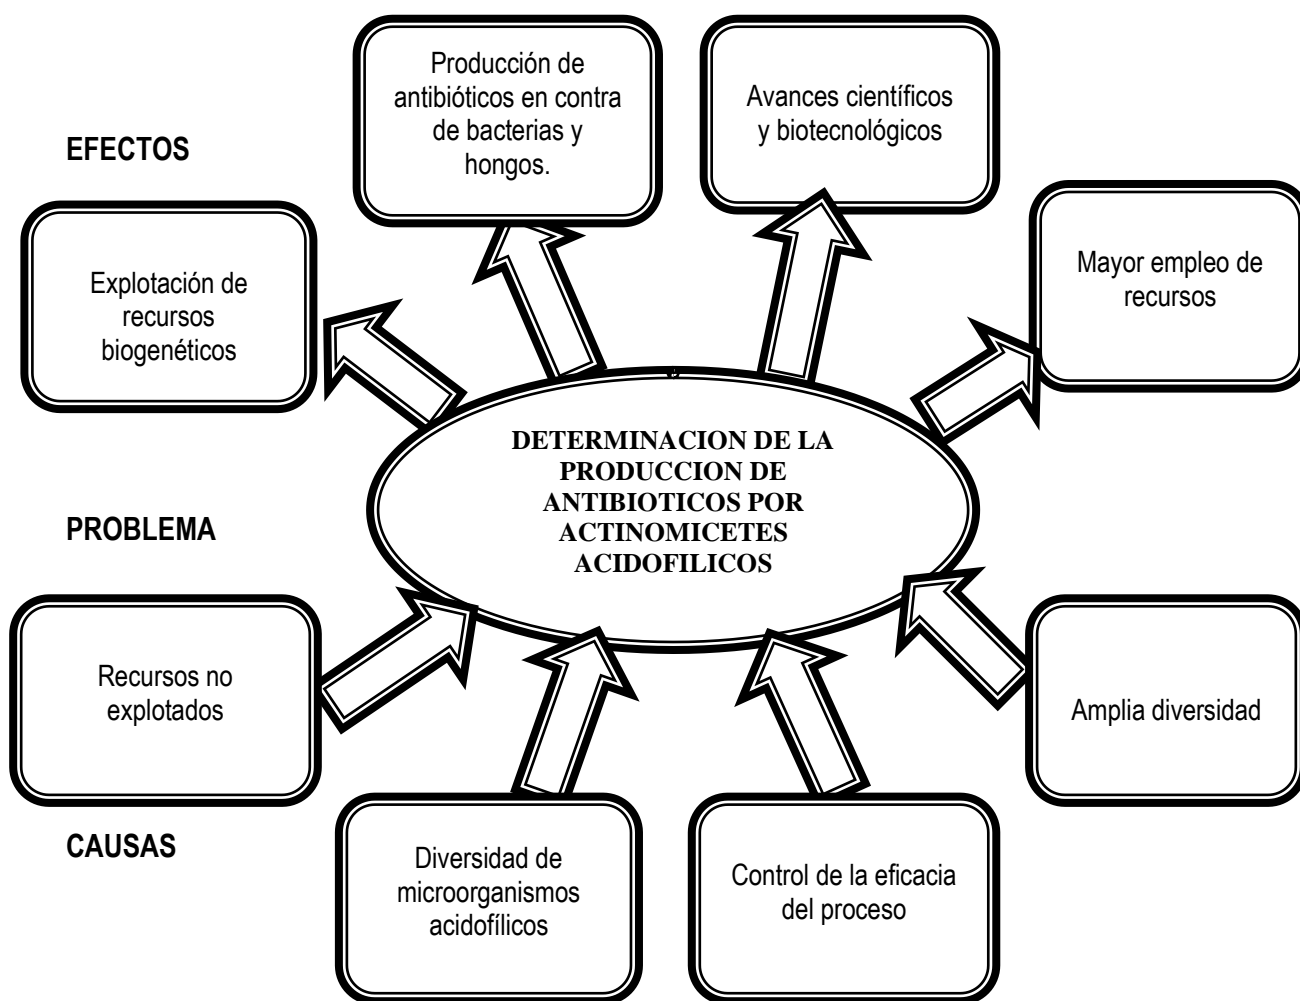 Producción de
antibióticos en contra
de bacterias y
hongos.
Avances científicos
y biotecnológicos
EFECTOS
Explotación de
recursos
biogenéticos
Mayor empleo de
recursos
DETERMINACION DE LA
PRODUCCION DE
ANTIBIOTICOS POR
ACTINOMICETES
ACIDOFILICOS
PROBLEMA
Recursos no
explotados
Amplia diversidad
CAUSAS
Diversidad de
microorganismos
acidofílicos
Control de la eficacia
del proceso